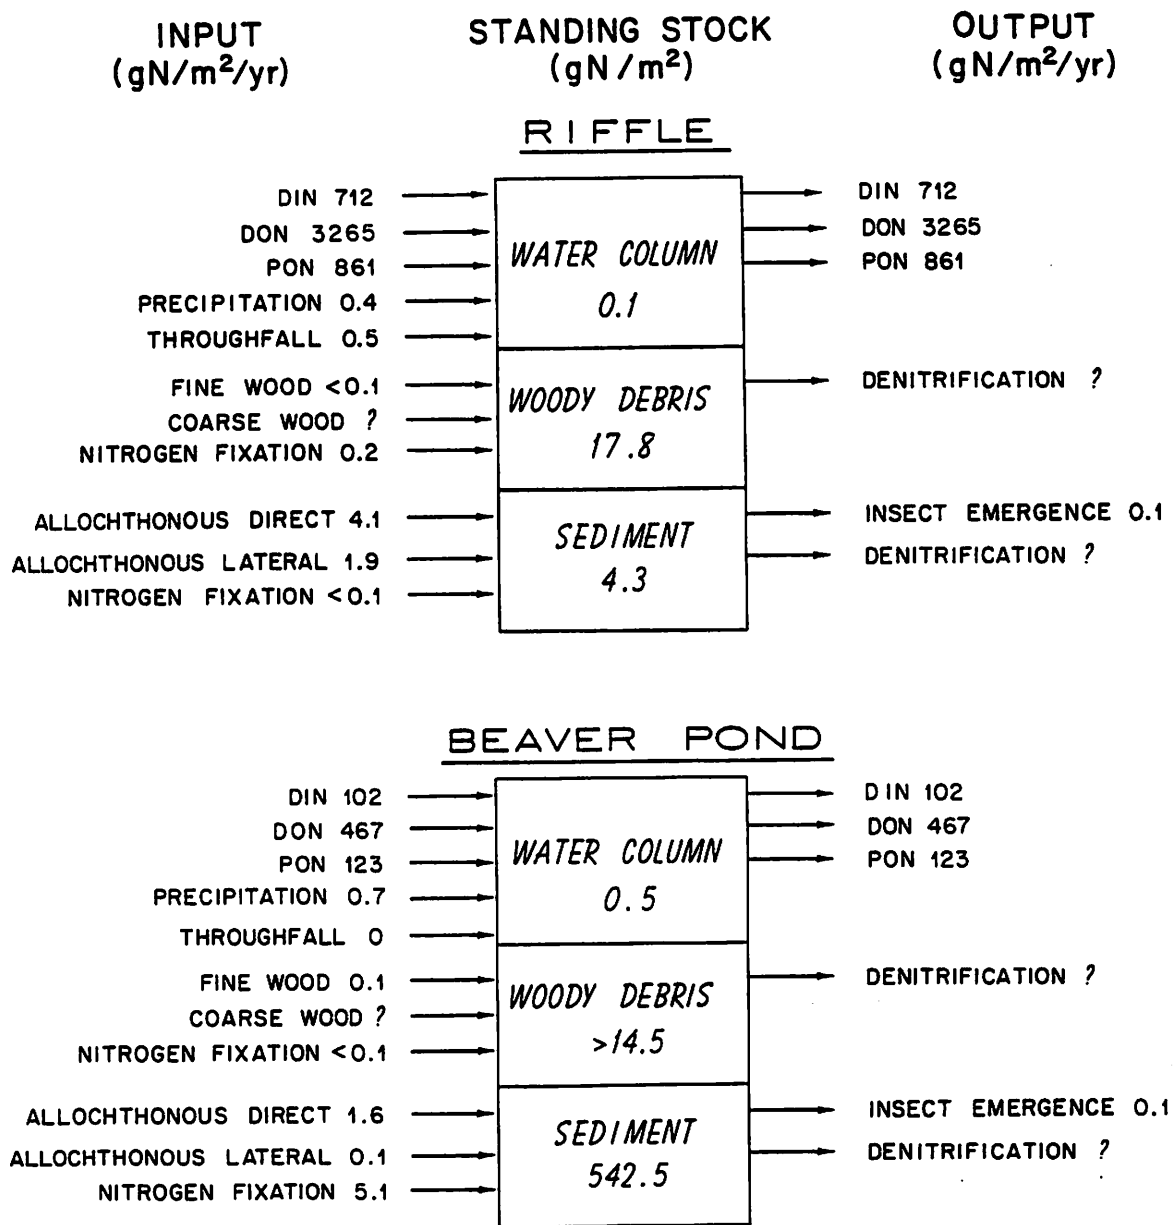 INPUT
(gN/m²/yr)
STANDING STOCK
(gN/m²)
OUTPUT
(gN/m²/yr)
RIFFLE
DIN 712
DON 3265
PON 861
PRECIPITATION 0.4
THROUGHFALL 0.5
WATER COLUMN
0.1
DIN 712
DON 3265
PON 861
FINE WOOD <0.1
COARSE WOOD ?
NITROGEN FIXATION 0.2
WOODY DEBRIS
17.8
DENITRIFICATION ?
ALLOCHTHONOUS DIRECT 4.1
ALLOCHTHONOUS LATERAL 1.9
NITROGEN FIXATION <0.1
SEDIMENT
4.3
INSECT EMERGENCE 0.1
DENITRIFICATION ?
BEAVER POND
DIN 102
DON 467
PON 123
PRECIPITATION 0.7
THROUGHFALL 0
WATER COLUMN
0.5
DIN 102
DON 467
PON 123
FINE WOOD 0.1
COARSE WOOD ?
NITROGEN FIXATION <0.1
WOODY DEBRIS
>14.5
DENITRIFICATION ?
ALLOCHTHONOUS DIRECT 1.6
ALLOCHTHONOUS LATERAL 0.1
NITROGEN FIXATION 5.1
SEDIMENT
542.5
INSECT EMERGENCE 0.1
DENITRIFICATION ?